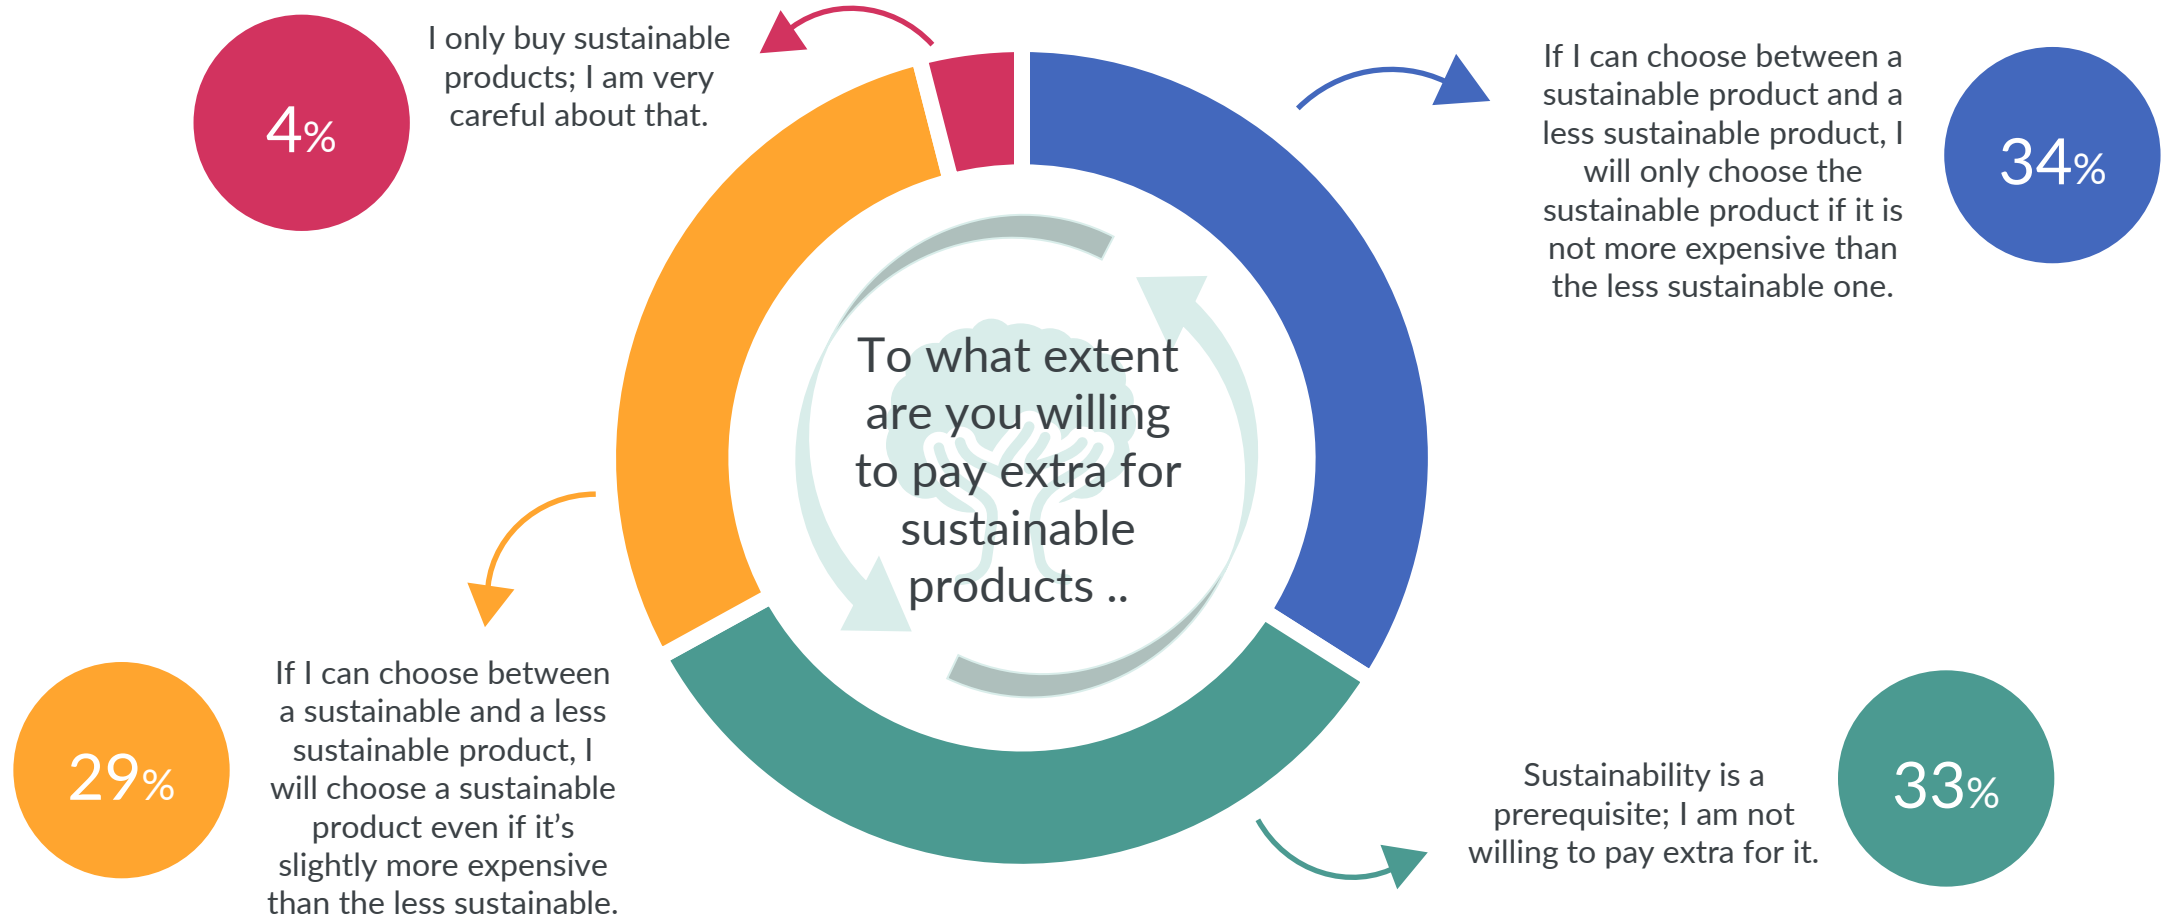 4%
I only buy sustainable
products; I am very
careful about that.
If I can choose between a
sustainable product and a
less sustainable product, I
will only choose the
sustainable product if it is
not more expensive than
the less sustainable one.
34%
To what extent
are you willing
to pay extra for
sustainable
products ..
29%
If I can choose between
a sustainable and a less
sustainable product, I
will choose a sustainable
product even if it’s
slightly more expensive
than the less sustainable.
Sustainability is a
prerequisite; I am not
willing to pay extra for it.
33%